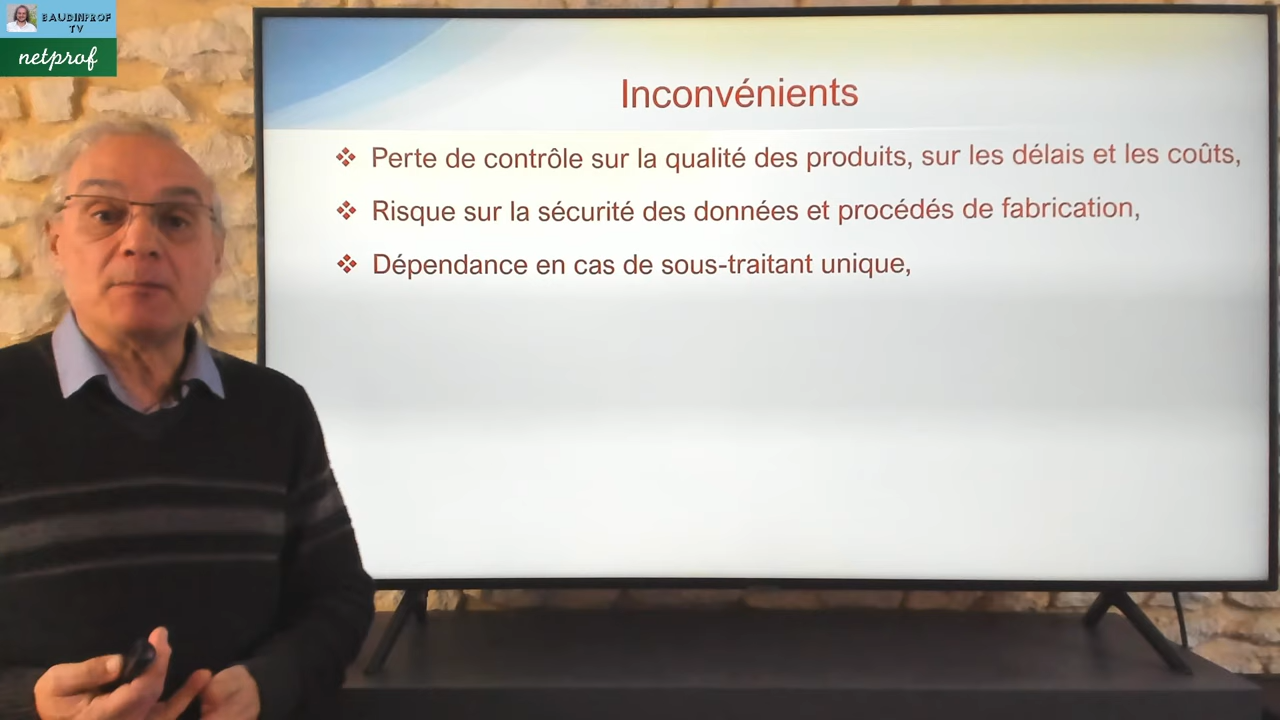 BAUDINPROF
TV
netprof
Inconvénients
❖ Perte de contrôle sur la qualité des produits, sur les délais et les coûts,
❖ Risque sur la sécurité des données et procédés de fabrication,
❖ Dépendance en cas de sous-traitant unique,